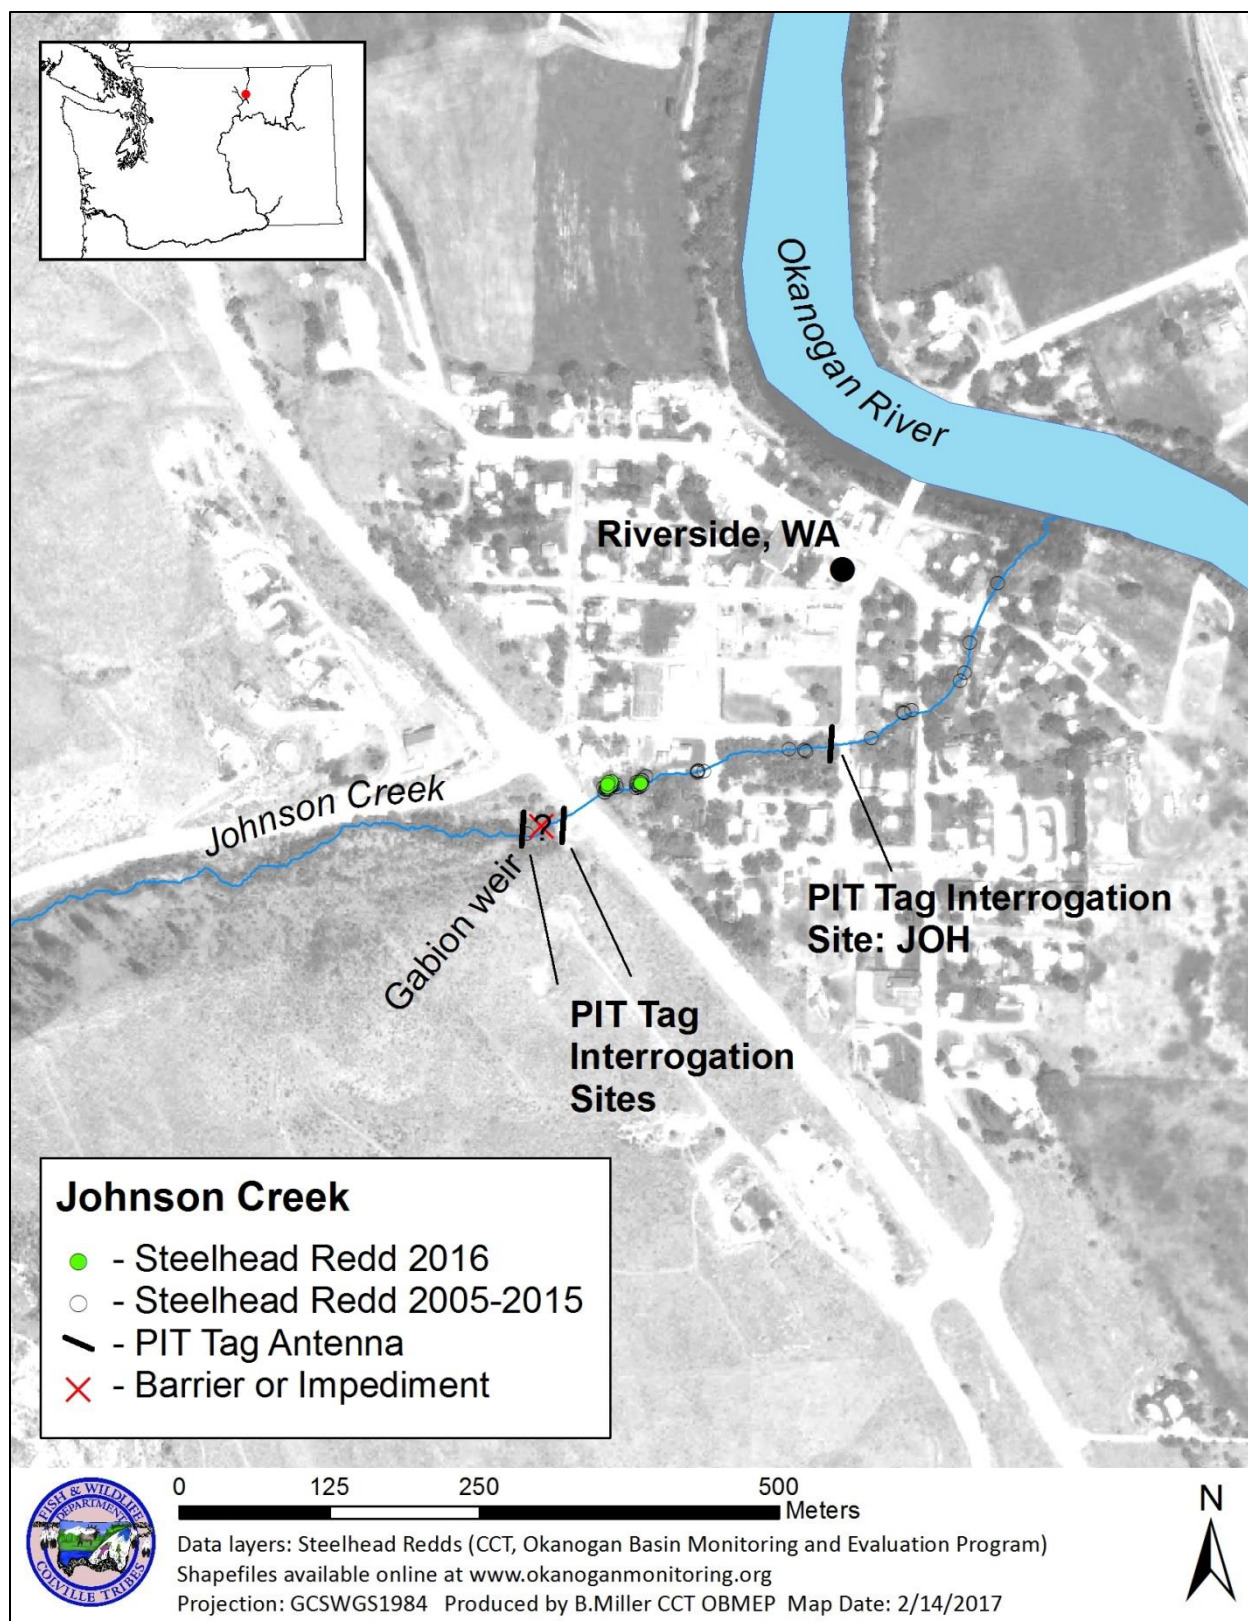 Okanogan River
Riverside, WA
Johnson Creek
?
Gabion weir
PIT Tag Interrogation
Site: JOH
PIT Tag
Interrogation
Sites
Johnson Creek
- Steelhead Redd 2016
- Steelhead Redd 2005-2015
- PIT Tag Antenna
- Barrier or Impediment
0 125 250 500
Meters
N
FISH & WILDLIFE
DEPARTMENT
COLVILLE TRIBES
Data layers: Steelhead Redds (CCT, Okanogan Basin Monitoring and Evaluation Program)
Shapefiles available online at www.okanoganmonitoring.org
Projection: GCSWGS1984 Produced by B.Miller CCT OBMEP Map Date: 2/14/2017